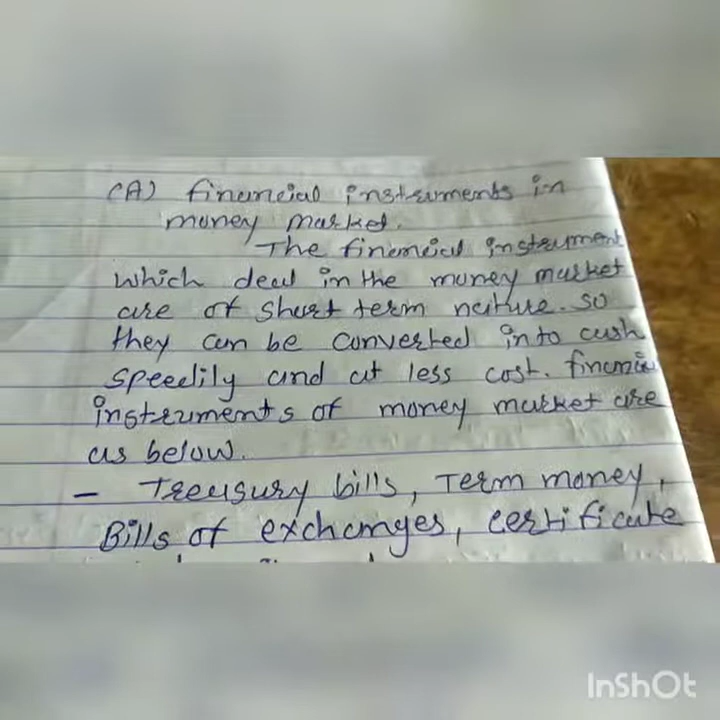 (A) financial instruments in
money market.
The financial instrument
which deal in the money market
are of short term nature. so
they can be converted into cash
speedily and at less cost. financi
instruments of money market are
as below.
- Treasury bills, Term money,
Bills of exchanges, certificate
InShOt